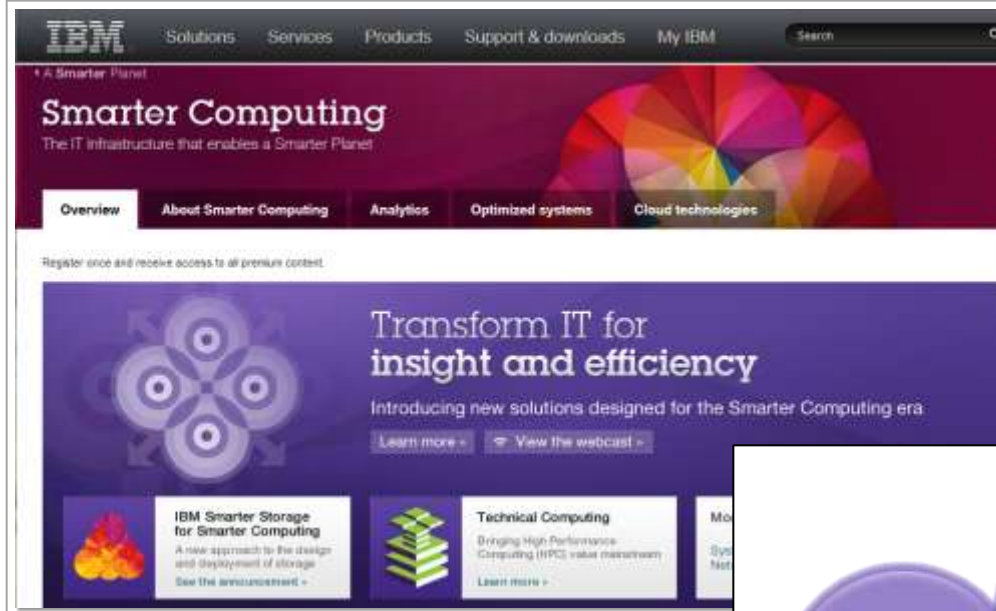 IBM Solutions Services Products Support & downloads My IBM Search
A Smarter Planet
Smarter Computing
The IT infrastructure that enables a Smarter Planet
Overview About Smarter Computing Analytics Optimized systems Cloud technologies
Register once and receive access to all premium content.
Transform IT for
insight and efficiency
Introducing new solutions designed for the Smarter Computing era
Learn more » View the webcast »
IBM Smarter Storage
for Smarter Computing
A new approach to the design
and deployment of storage
See the announcement »
Technical Computing
Bringing High Performance
Computing (HPC) value mainstream
Learn more »